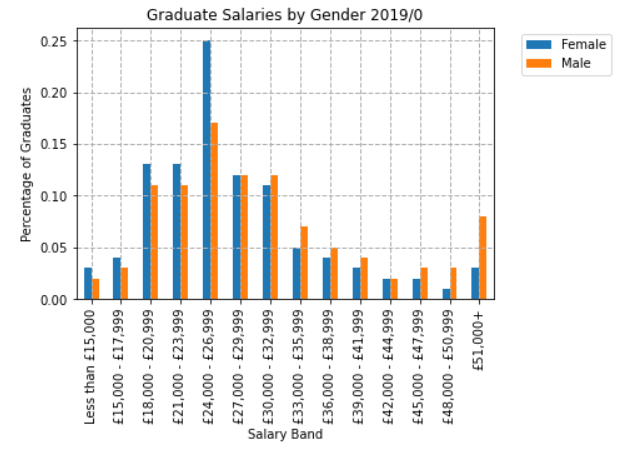 Graduate Salaries by Gender 2019/0
Female
Male
Percentage of Graduates
0.25
0.20
0.15
0.10
0.05
0.00
Less than £15,000
£15,000 - £17,999
£18,000 - £20,999
£21,000 - £23,999
£24,000 - £26,999
£27,000 - £29,999
£30,000 - £32,999
£33,000 - £35,999
£36,000 - £38,999
£39,000 - £41,999
£42,000 - £44,999
£45,000 - £47,999
£48,000 - £50,999
£51,000+
Salary Band